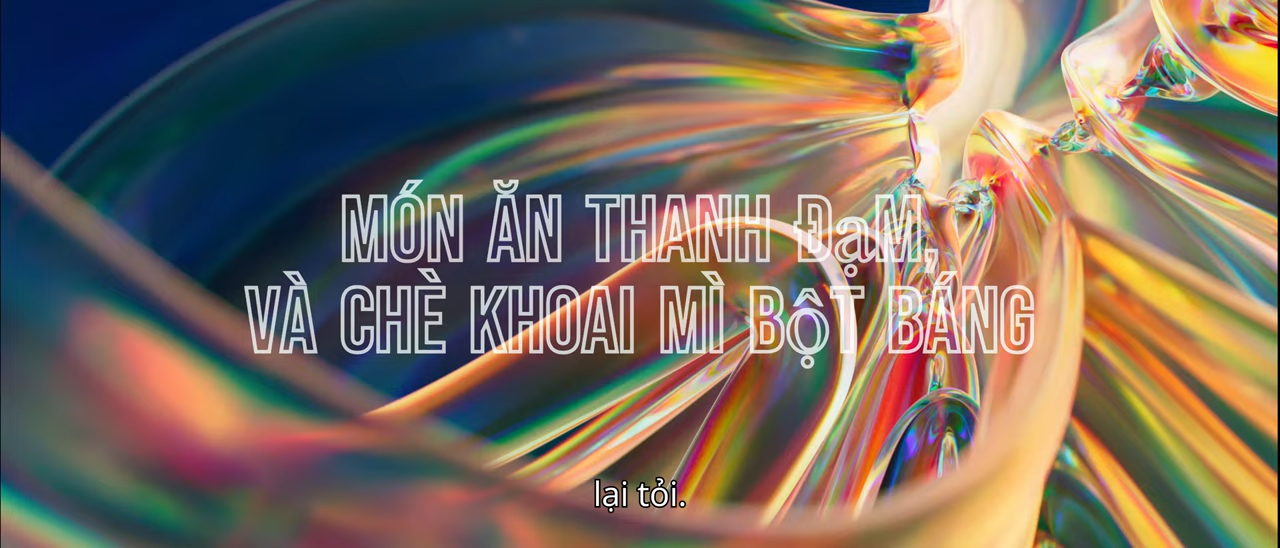 MÓN ĂN THANH ĐạM,
VÀ CHÈ KHOAI MÌ BộT BÁNG
lại tỏi.